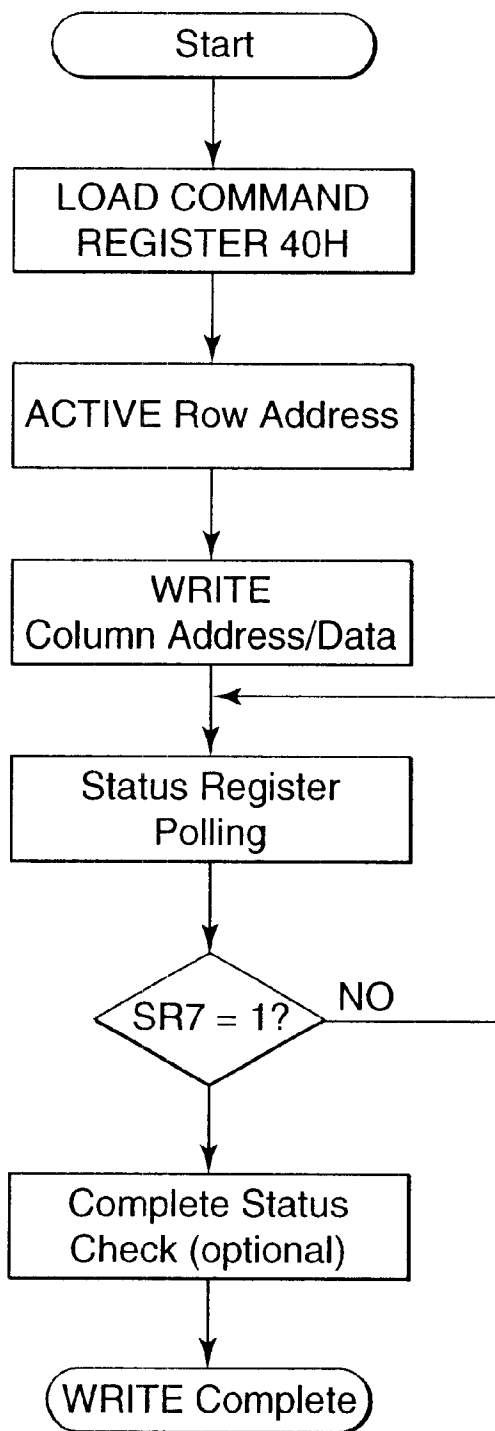 Start
LOAD COMMAND
REGISTER 40H
ACTIVE Row Address
WRITE
Column Address/Data
Status Register
Polling
SR7 = 1?
NO
Complete Status
Check (optional)
WRITE Complete